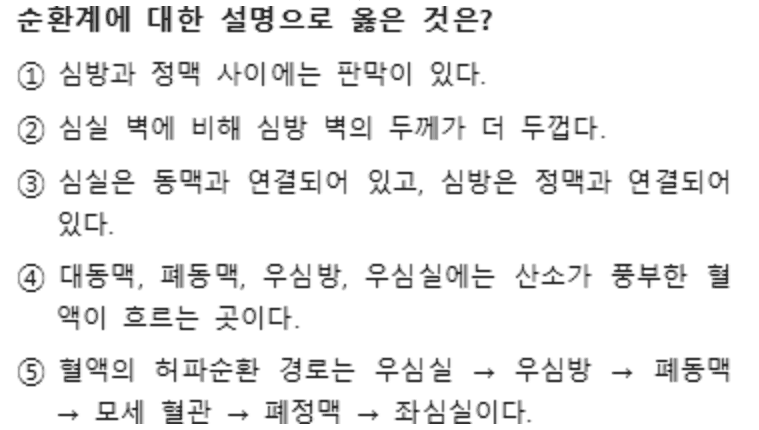 순환계에 대한 설명으로 옳은 것은?
① 심방과 정맥 사이에는 판막이 있다.
② 심실 벽에 비해 심방 벽의 두께가 더 두껍다.
③ 심실은 동맥과 연결되어 있고, 심방은 정맥과 연결되어
있다.
④ 대동맥, 폐동맥, 우심방, 우심실에는 산소가 풍부한 혈
액이 흐르는 곳이다.
⑤ 혈액의 허파순환 경로는 우심실 → 우심방 → 폐동맥
→ 모세 혈관 → 폐정맥 → 좌심실이다.